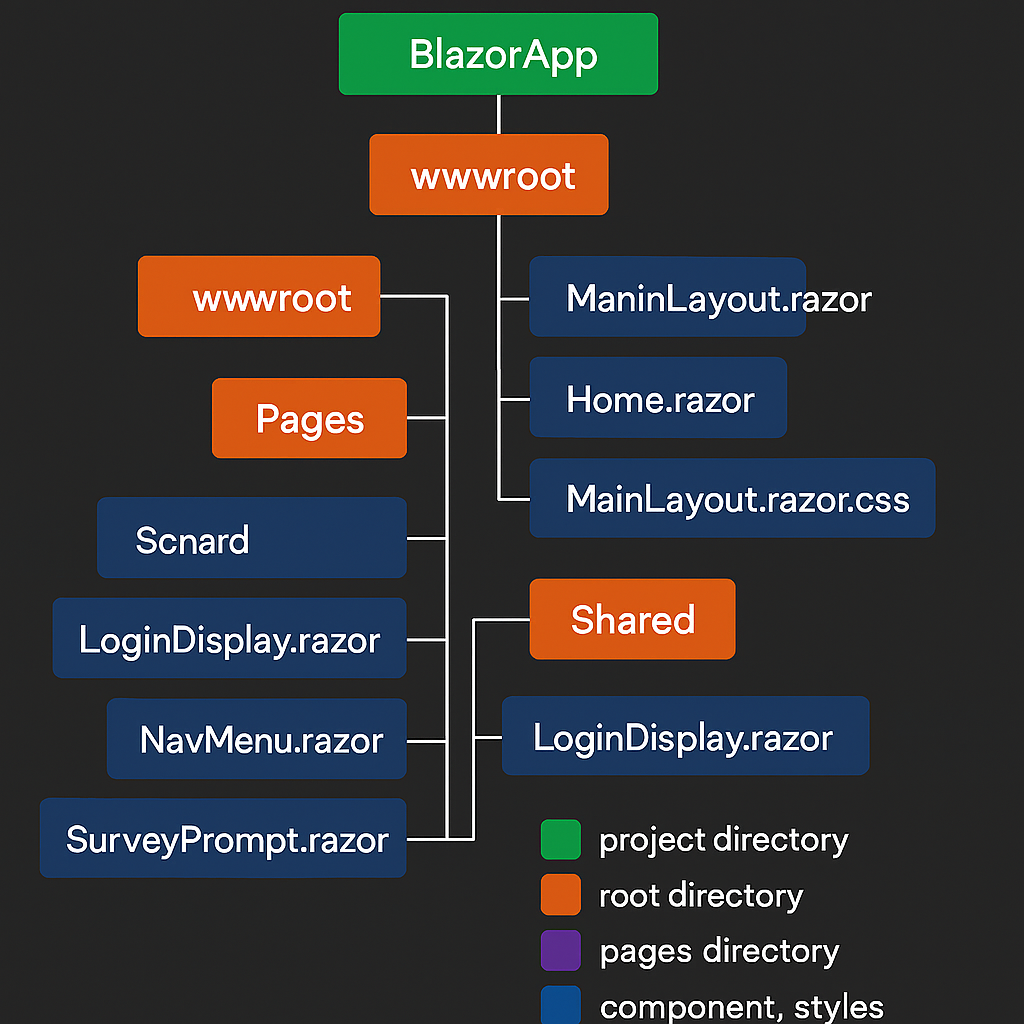 BlazorApp
wwwroot
wwwroot
Pages
Scnard
LoginDisplay.razor
NavMenu.razor
SurveyPrompt.razor
ManinLayout.razor
Home.razor
MainLayout.razor.css
Shared
LoginDisplay.razor
project directory
root directory
pages directory
component, styles